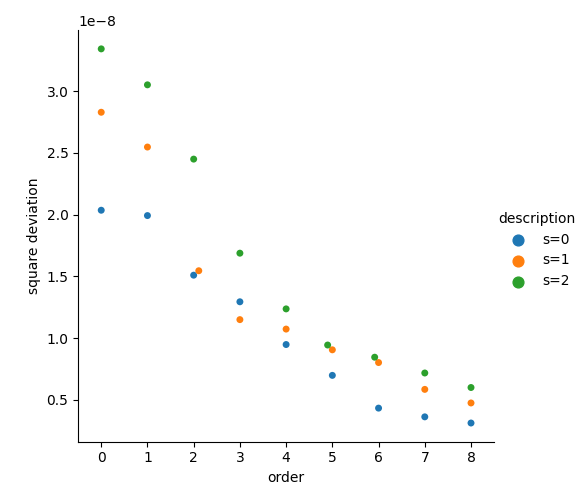 1e−8
3.0
2.5
2.0
1.5
1.0
0.5
square deviation
0 1 2 3 4 5 6 7 8
order
description
s=0
s=1
s=2